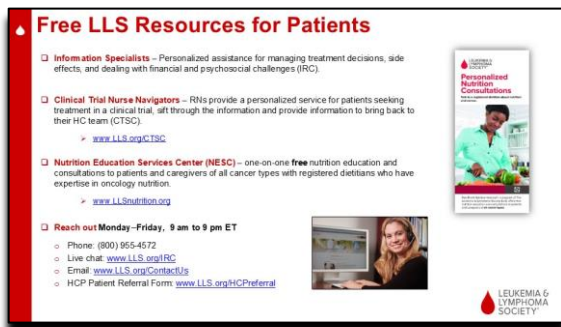 Free LLS Resources for Patients
Information Specialists – Personalized assistance for managing treatment decisions, side
effects, and dealing with financial and psychosocial challenges (IRC).
Clinical Trial Nurse Navigators – RNs provide a personalized service for patients seeking
treatment in a clinical trial, sift through the information and provide information to bring back to
their HC team (CTSC).
www.LLS.org/CTSC
Nutrition Education Services Center (NESC) – one-on-one free nutrition education and
consultations to patients and caregivers of all cancer types with registered dietitians who have
expertise in oncology nutrition.
www.LLSnutrition.org
Reach out Monday–Friday, 9 am to 9 pm ET
Phone: (800) 955-4572
Live chat: www.LLS.org/IRC
Email: www.LLS.org/ContactUs
HCP Patient Referral Form: www.LLS.org/HCPreferral
LEUKEMIA &
LYMPHOMA
SOCIETY
Personalized
Nutrition
Consultations
LEUKEMIA &
LYMPHOMA
SOCIETY